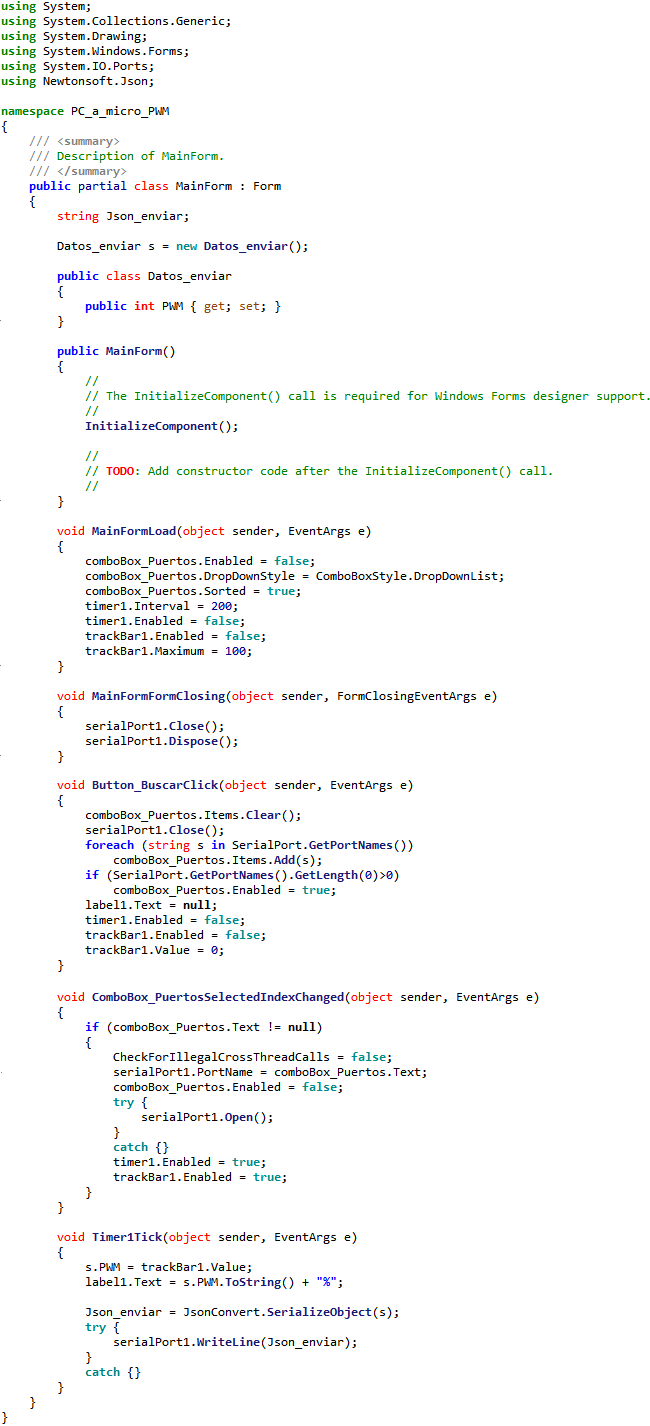 using System;
using System.Collections.Generic;
using System.Drawing;
using System.Windows.Forms;
using System.IO.Ports;
using Newtonsoft.Json;

namespace PC_a_micro_PWM
{
    /// <summary>
    /// Description of MainForm.
    /// </summary>
    public partial class MainForm : Form
    {
        string Json_enviar;

        Datos_enviar s = new Datos_enviar();

        public class Datos_enviar
        {
            public int PWM { get; set; }
        }

        public MainForm()
        {
            //
            // The InitializeComponent() call is required for Windows Forms designer support.
            //
            InitializeComponent();

            //
            // TODO: Add constructor code after the InitializeComponent() call.
            //
        }

        void MainFormLoad(object sender, EventArgs e)
        {
            comboBox_Puertos.Enabled = false;
            comboBox_Puertos.DropDownStyle = ComboBoxStyle.DropDownList;
            comboBox_Puertos.Sorted = true;
            timer1.Interval = 200;
            timer1.Enabled = false;
            trackBar1.Enabled = false;
            trackBar1.Maximum = 100;
        }

        void MainFormFormClosing(object sender, FormClosingEventArgs e)
        {
            serialPort1.Close();
            serialPort1.Dispose();
        }

        void Button_BuscarClick(object sender, EventArgs e)
        {
            comboBox_Puertos.Items.Clear();
            serialPort1.Close();
            foreach (string s in SerialPort.GetPortNames())
                comboBox_Puertos.Items.Add(s);
            if (SerialPort.GetPortNames().GetLength(0)>0)
                comboBox_Puertos.Enabled = true;
            label1.Text = null;
            timer1.Enabled = false;
            trackBar1.Enabled = false;
            trackBar1.Value = 0;
        }

        void ComboBox_PuertosSelectedIndexChanged(object sender, EventArgs e)
        {
            if (comboBox_Puertos.Text != null)
            {
                CheckForIllegalCrossThreadCalls = false;
                serialPort1.PortName = comboBox_Puertos.Text;
                comboBox_Puertos.Enabled = false;
                try {
                    serialPort1.Open();
                }
                catch {}
                timer1.Enabled = true;
                trackBar1.Enabled = true;
            }
        }

        void Timer1Tick(object sender, EventArgs e)
        {
            s.PWM = trackBar1.Value;
            label1.Text = s.PWM.ToString() + "%";

            Json_enviar = JsonConvert.SerializeObject(s);
            try {
                serialPort1.WriteLine(Json_enviar);
            }
            catch {}
        }
    }
}